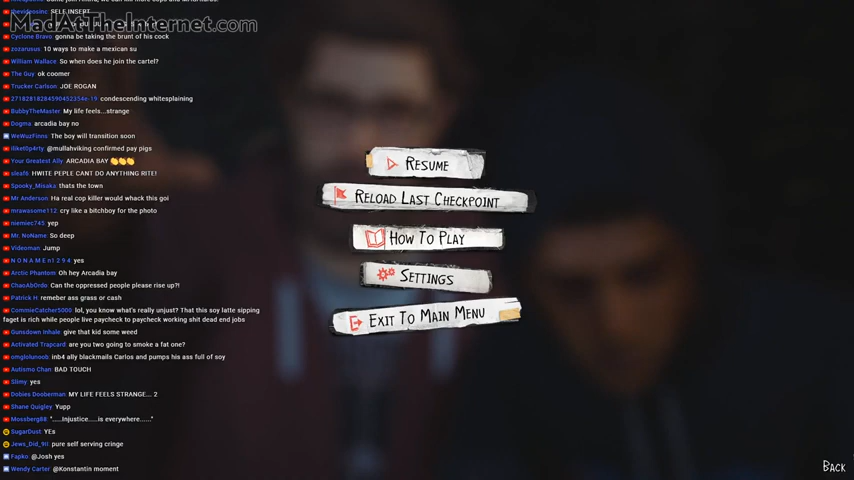 MadAtTheInternet.com
Cyclone Bravo gonna be taking the brunt of his cock
zozarusus: 10 ways to make a mexican su
William Wallace: So when does he join the cartel?
The Guy: ok coomer
Trucker Carlson: JOE ROGAN
condescending whitesplaining
BubbyTheMaster: My life feels...strange
Dogma: arcadia bay no
WeWuzFinns: The boy will transition soon
iliket0p4rty: @mullahviking confirmed pay pigs
Your Greatest Ally: ARCADIA BAY 👏👏👏
sleaf6: HWITE PEPLE CANT DO ANYTHING RITE!
Spooky_Misaka: thats the town
Mr Anderson: Ha real cop killer would whack this goi
mrawasome112: cry like a bitchboy for the photo
niemiec745: yep
Mr. NoName: So deep
Videoman: Jump
N O N A M E n1 2 9 4 yes
Arctic Phantom: Oh hey Arcadia bay
ChaoAbOrdo: Can the oppressed people please rise up?!
Patrick H: remeber ass grass or cash
CommieCatcher5000: lol, you know what's really unjust? That this soy latte sipping
faget is rich while people live paycheck to paycheck working shit dead end jobs
Gunsdown Inhale: give that kid some weed
Activated Trapcard: are you two going to smoke a fat one?
omglolunoob: inb4 ally blackmails Carlos and pumps his ass full of soy
Autismo Chan: BAD TOUCH
Slimy: yes
Dobies Dooberman: MY LIFE FEELS STRANGE... 2
Shane Quigley: Yupp
Mossberg88: ".....Injustice.....is everywhere......"
SugarDust: YEs
Jews_Did_9II: pure self serving cringe
Fapko: @Josh yes
Wendy Carter: @Konstantin moment
RESUME
RELOAD LAST CHECKPOINT
HOW TO PLAY
SETTINGS
EXIT TO MAIN MENU
BACK